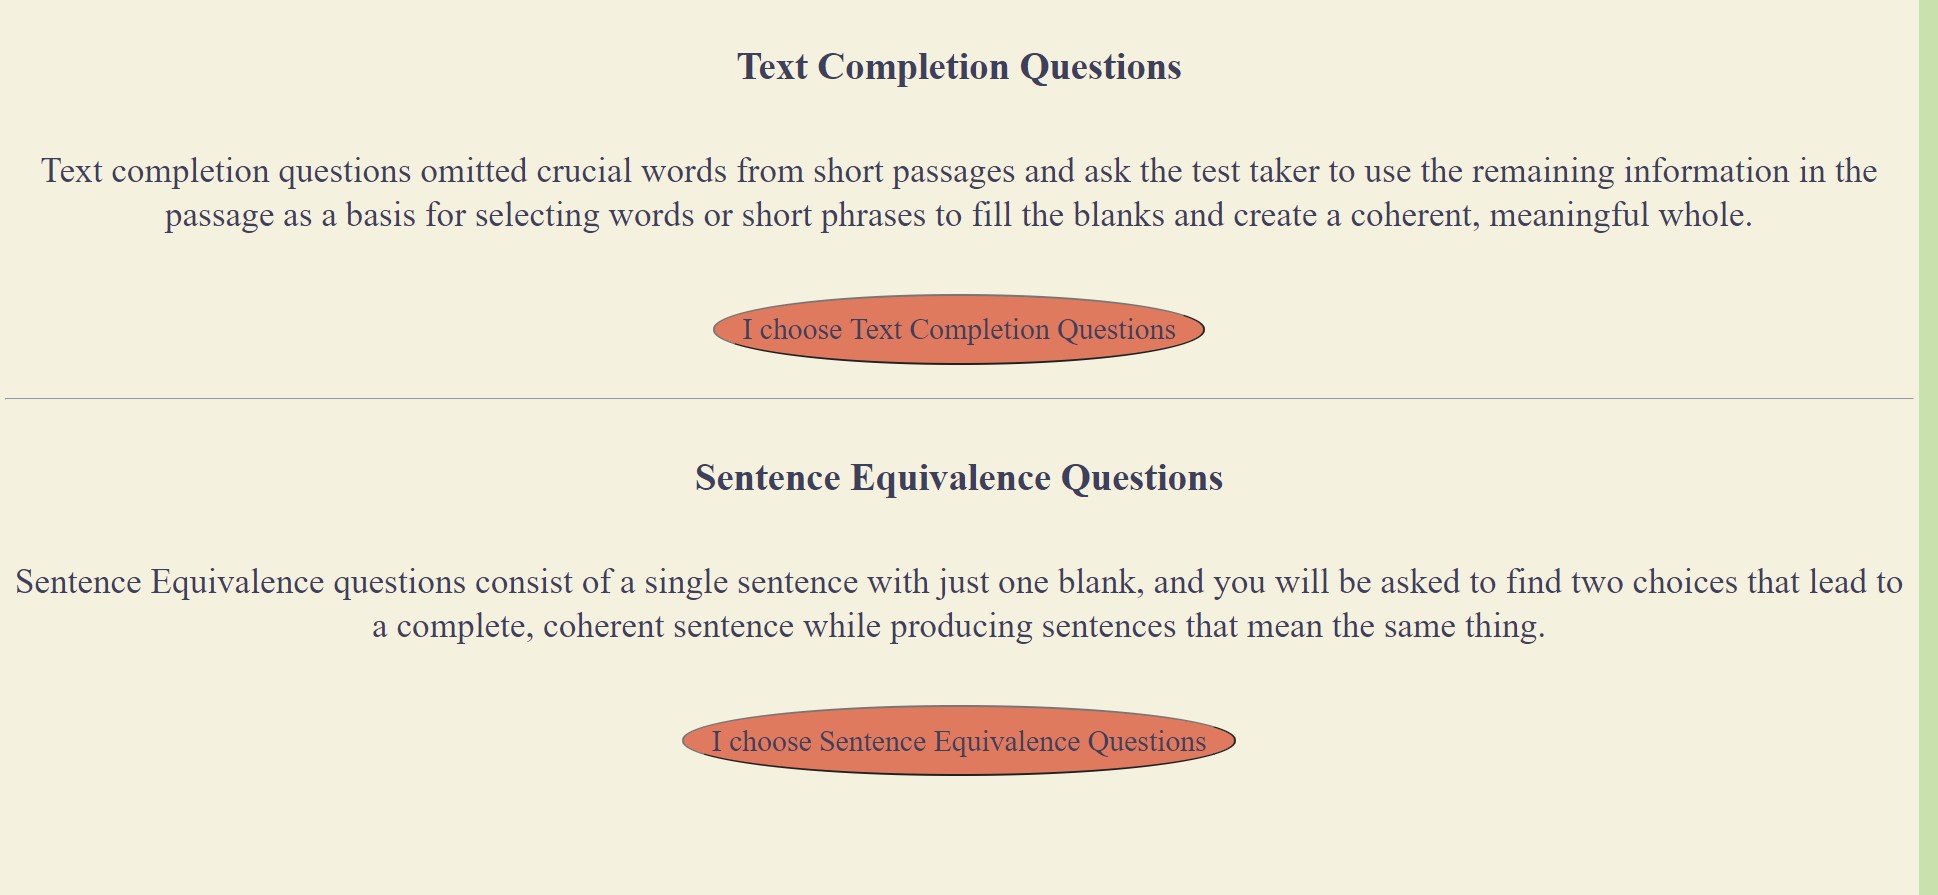 Text Completion Questions
Text completion questions omitted crucial words from short passages and ask the test taker to use the remaining information in the
passage as a basis for selecting words or short phrases to fill the blanks and create a coherent, meaningful whole.
I choose Text Completion Questions
Sentence Equivalence Questions
Sentence Equivalence questions consist of a single sentence with just one blank, and you will be asked to find two choices that lead to
a complete, coherent sentence while producing sentences that mean the same thing.
I choose Sentence Equivalence Questions